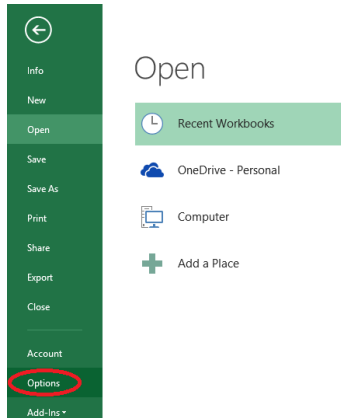 Info
New
Open
Save
Save As
Print
Share
Export
Close
Account
Options
Add-Ins
Open
Recent Workbooks
OneDrive - Personal
Computer
Add a Place